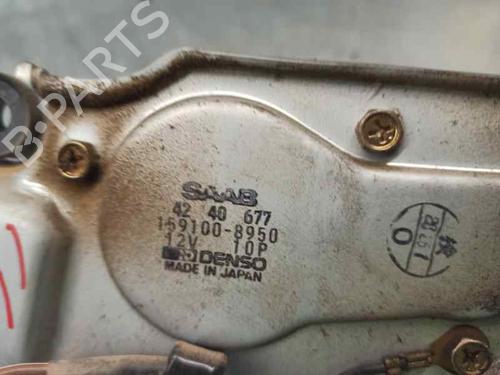 B-PARTS
SAAB
42 40 677
159100-8950
12V 10P
DENSO
MADE IN JAPAN